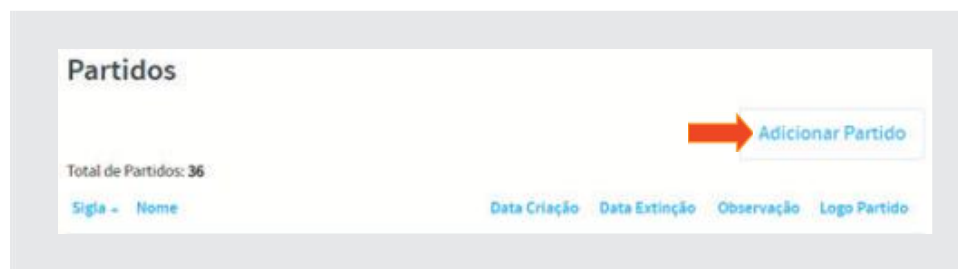 Partidos
Adicionar Partido
Total de Partidos: 36
Sigla Nome Data Criação Data Extinção Observação Logo Partido